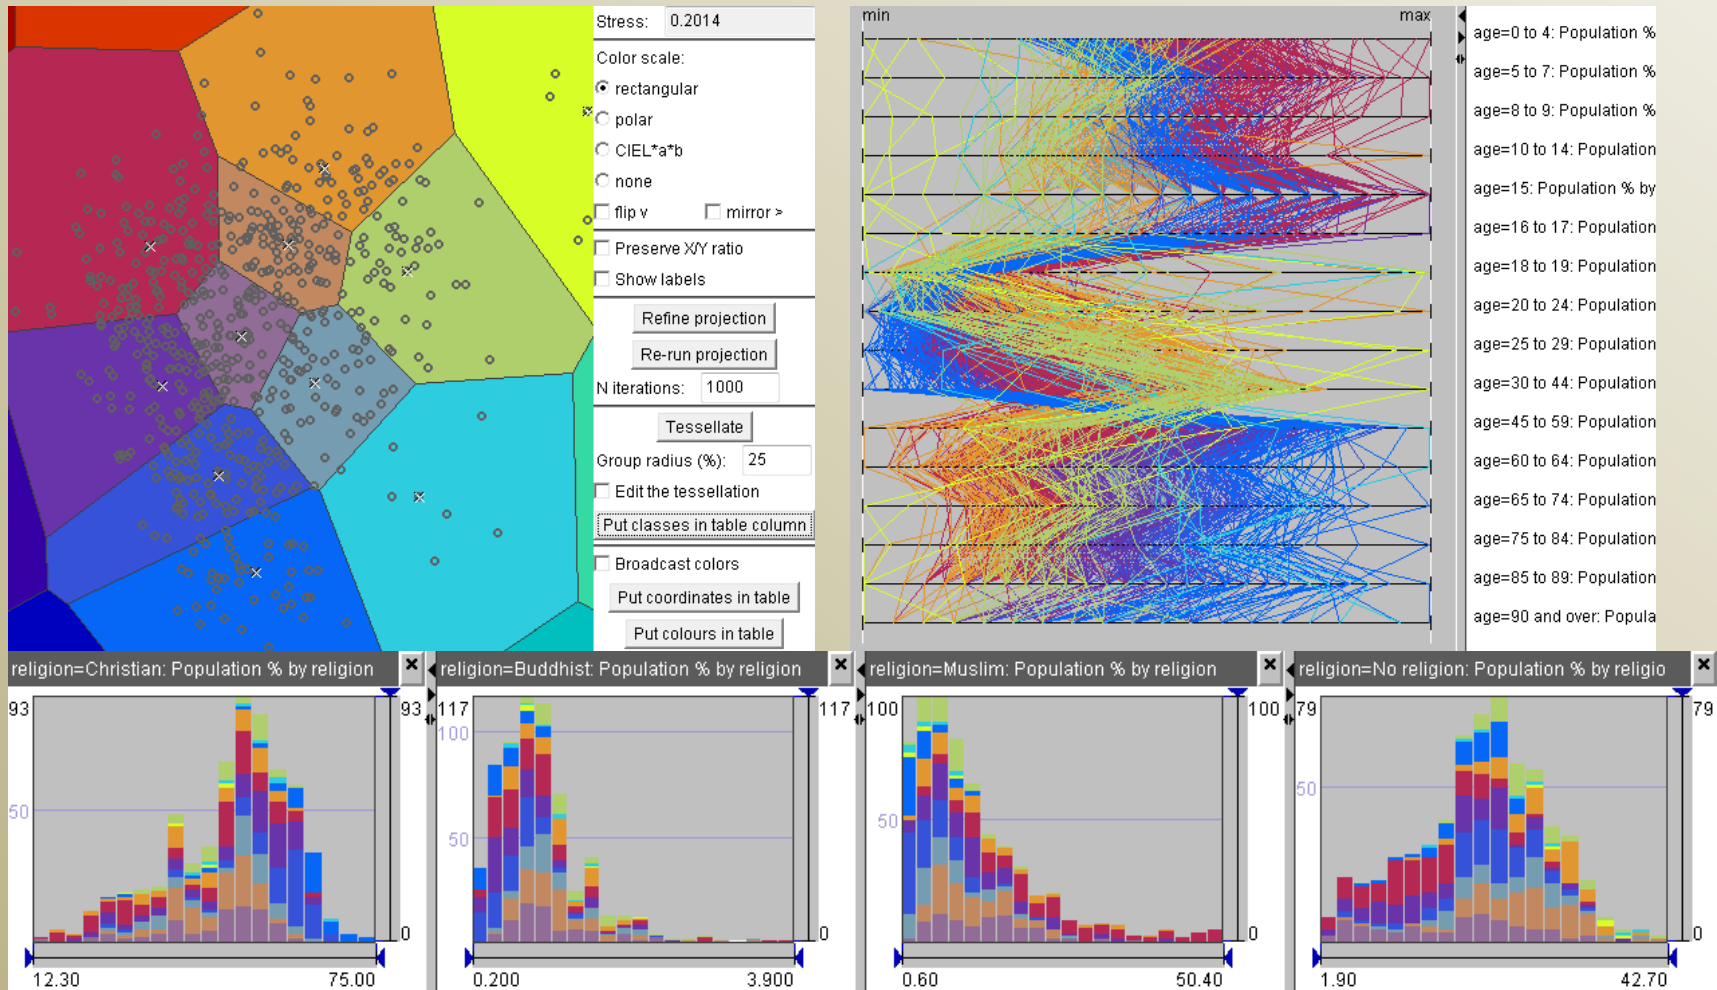 Stress: 0.2014
Color scale:
rectangular
polar
CIEL*a*b
none
flip v mirror >
Preserve X/Y ratio
Show labels
Refine projection
Re-run projection
N iterations: 1000
Tessellate
Group radius (%): 25
Edit the tessellation
Put classes in table column
Broadcast colors
Put coordinates in table
Put colours in table
min max
age=0 to 4: Population %
age=5 to 7: Population %
age=8 to 9: Population %
age=10 to 14: Population
age=15: Population % by
age=16 to 17: Population
age=18 to 19: Population
age=20 to 24: Population
age=25 to 29: Population
age=30 to 44: Population
age=45 to 59: Population
age=60 to 64: Population
age=65 to 74: Population
age=75 to 84: Population
age=85 to 89: Population
age=90 and over: Popula
religion=Christian: Population % by religion
93 93
50
0
12.30 75.00
religion=Buddhist: Population % by religion
117 117
100
50
0
0.200 3.900
religion=Muslim: Population % by religion
100 100
50
0
0.60 50.40
religion=No religion: Population % by religio
79 79
50
0
1.90 42.70